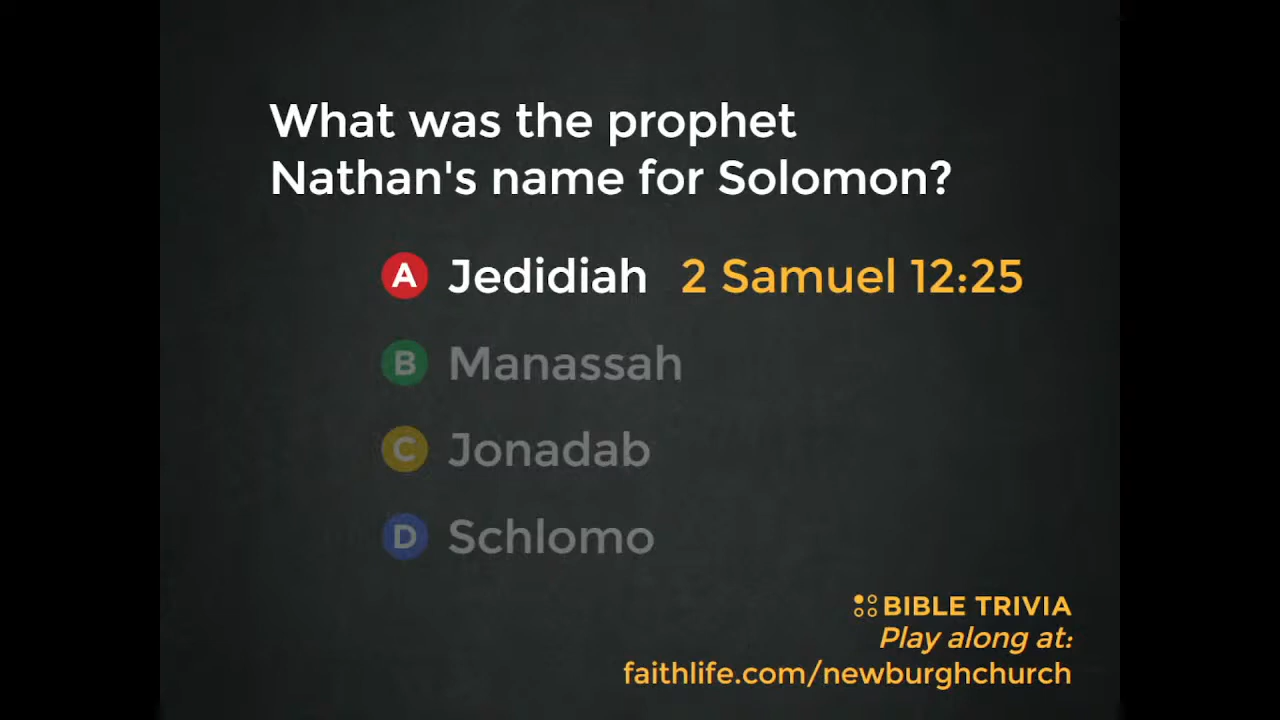 What was the prophet
Nathan's name for Solomon?
A Jedidiah 2 Samuel 12:25
B Manassah
C Jonadab
D Schlomo
BIBLE TRIVIA
Play along at:
faithlife.com/newburghchurch